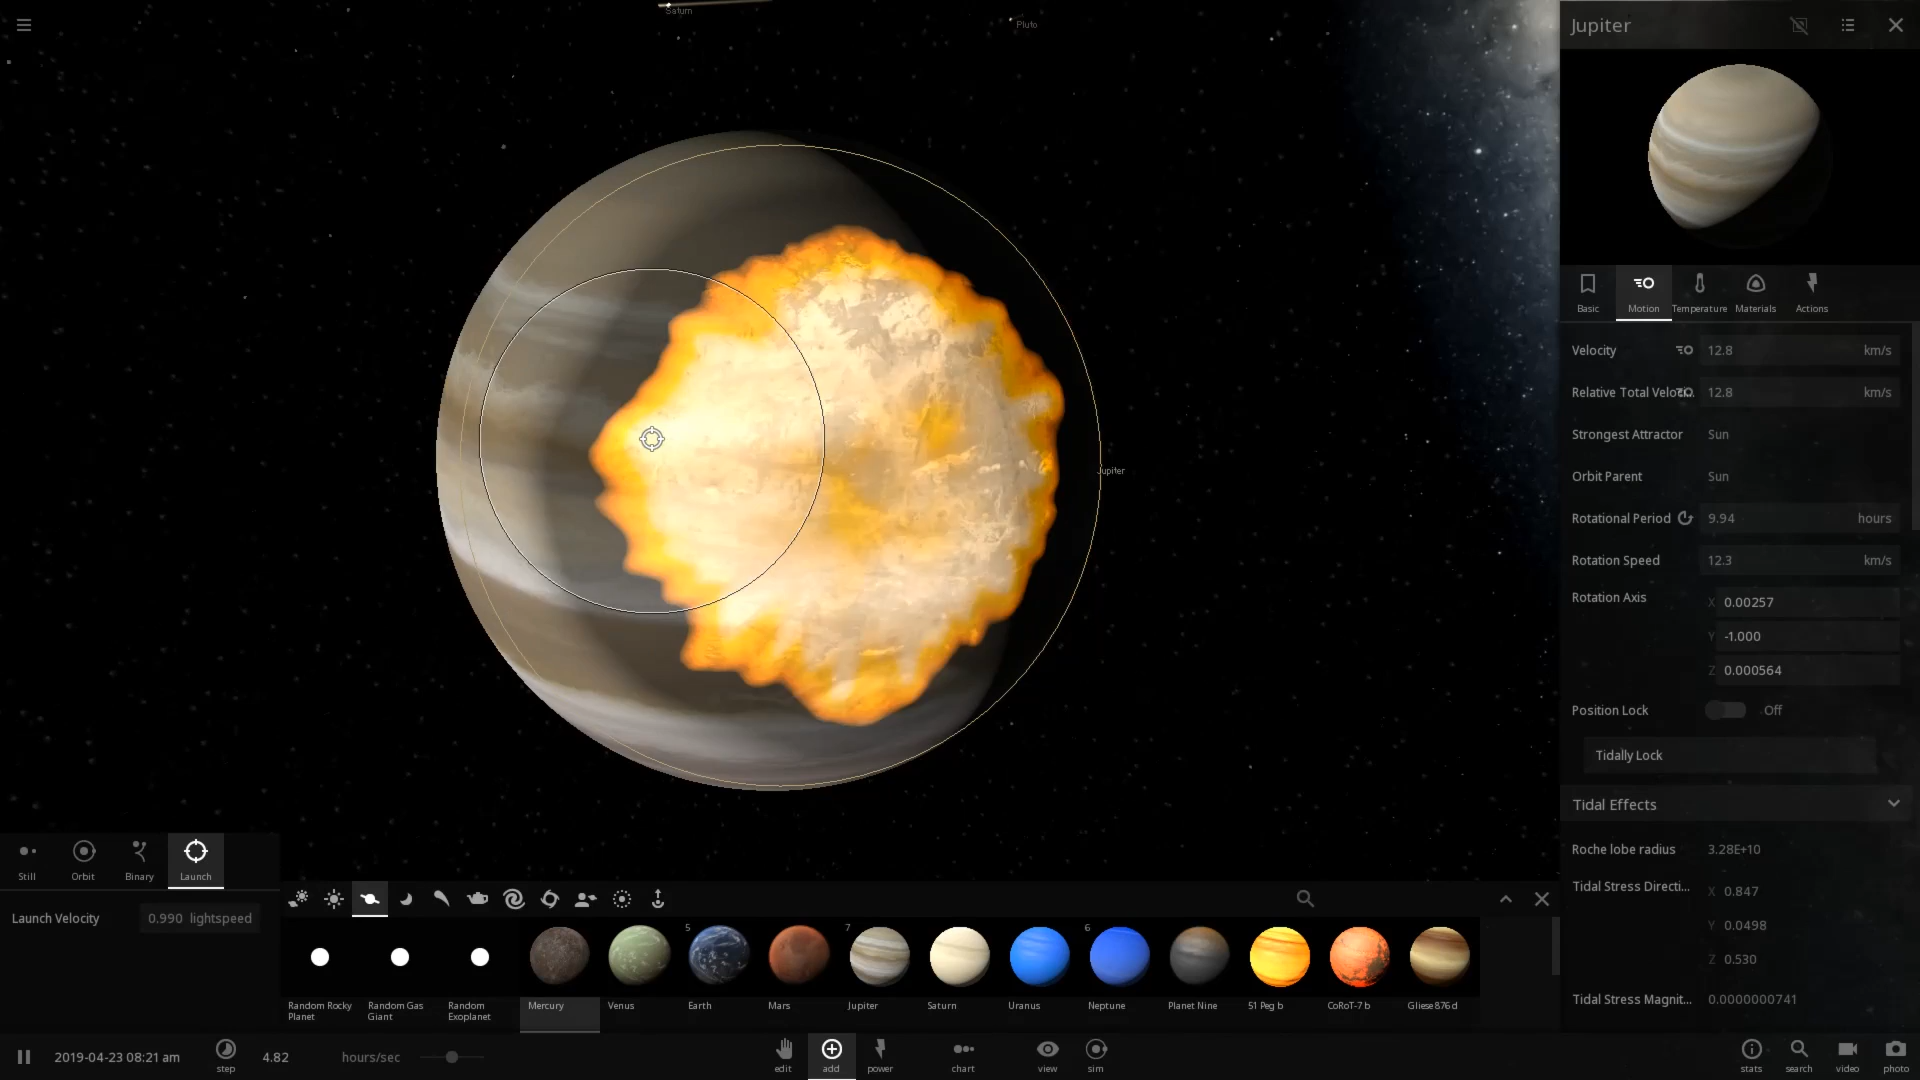 Saturn
Pluto
Jupiter
Jupiter
Basic
Motion
Temperature
Materials
Actions
Velocity 12.8 km/s
Relative Total Veloci... 12.8 km/s
Strongest Attractor Sun
Orbit Parent Sun
Rotational Period 9.94 hours
Rotation Speed 12.3 km/s
Rotation Axis X 0.00257
Y -1.000
Z 0.000564
Position Lock Off
Tidally Lock
Tidal Effects
Roche lobe radius 3.28E+10
Tidal Stress Directi... X 0.847
Y 0.0498
Z 0.530
Tidal Stress Magnit... 0.0000000741
Still
Orbit
Binary
Launch
Launch Velocity 0.990 lightspeed
5
7
6
Random Rocky Planet
Random Gas Giant
Random Exoplanet
Mercury
Venus
Earth
Mars
Jupiter
Saturn
Uranus
Neptune
Planet Nine
51 Peg b
CoRoT-7 b
Gliese 876 d
2019-04-23 08:21 am
step
4.82 hours/sec
edit
add
power
chart
view
sim
stats
search
video
photo